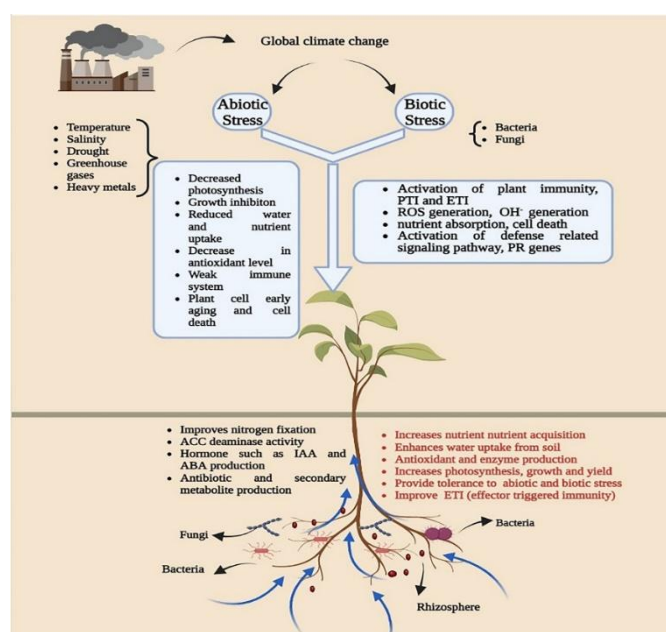 Global climate change
Abiotic
Stress
Biotic
Stress
• Temperature
• Salinity
• Drought
• Greenhouse
gases
• Heavy metals
• Bacteria
• Fungi
• Decreased
photosynthesis
• Growth inhibiton
• Reduced water
and nutrient
uptake
• Decrease in
antioxidant level
• Weak immune
system
• Plant cell early
aging and cell
death
• Activation of plant immunity,
PTI and ETI
• ROS generation, OH- generation
• nutrient absorption, cell death
• Activation of defense related
signaling pathway, PR genes
• Improves nitrogen fixation
• ACC deaminase activity
• Hormone such as IAA and
ABA production
• Antibiotic and secondary
metabolite production
• Increases nutrient nutrient acquisition
• Enhances water uptake from soil
• Antioxidant and enzyme production
• Increases photosynthesis, growth and yield
• Provide tolerance to abiotic and biotic stress
• Improve ETI (effector triggered immunity)
Fungi
Bacteria
Bacteria
Rhizosphere